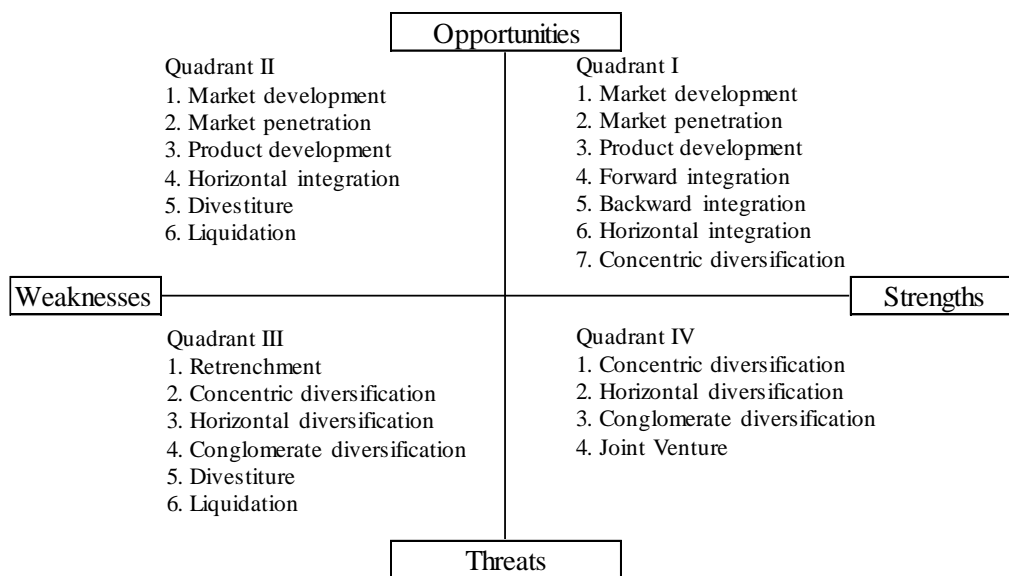 Opportunities
Quadrant II
1. Market development
2. Market penetration
3. Product development
4. Horizontal integration
5. Divestiture
6. Liquidation
Quadrant I
1. Market development
2. Market penetration
3. Product development
4. Forward integration
5. Backward integration
6. Horizontal integration
7. Concentric diversification
Weaknesses
Strengths
Quadrant III
1. Retrenchment
2. Concentric diversification
3. Horizontal diversification
4. Conglomerate diversification
5. Divestiture
6. Liquidation
Quadrant IV
1. Concentric diversification
2. Horizontal diversification
3. Conglomerate diversification
4. Joint Venture
Threats